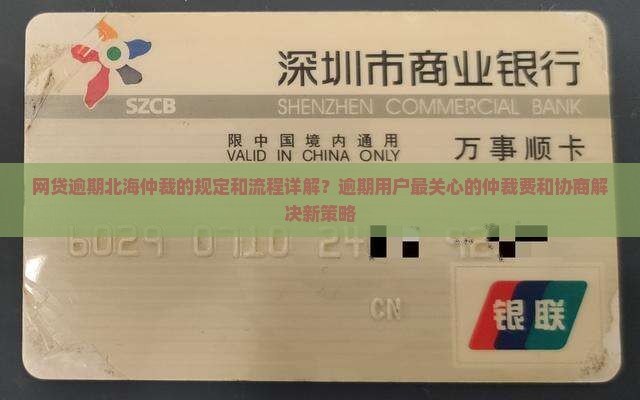 深圳市商业银行
SZCB
SHENZHEN COMMERCIAL BANK
限中国境内通用
VALID IN CHINA ONLY
万事顺卡
网贷逾期北海仲裁的规定和流程详解？逾期用户最关心的仲裁费和协商解
决新策略
CN
银联